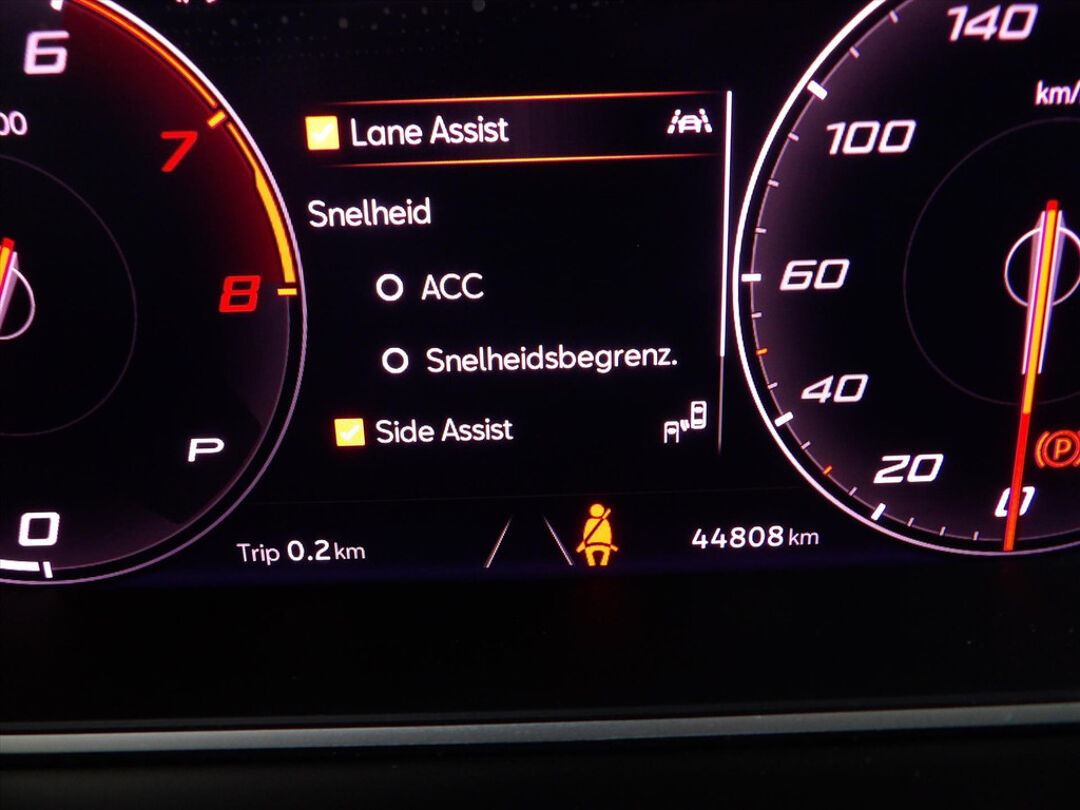 6
00
7
8
P
0
Lane Assist
Snelheid
ACC
Snelheidsbegrenz.
Side Assist
Trip 0.2 km
44808 km
140
km/
100
60
40
20
0
P